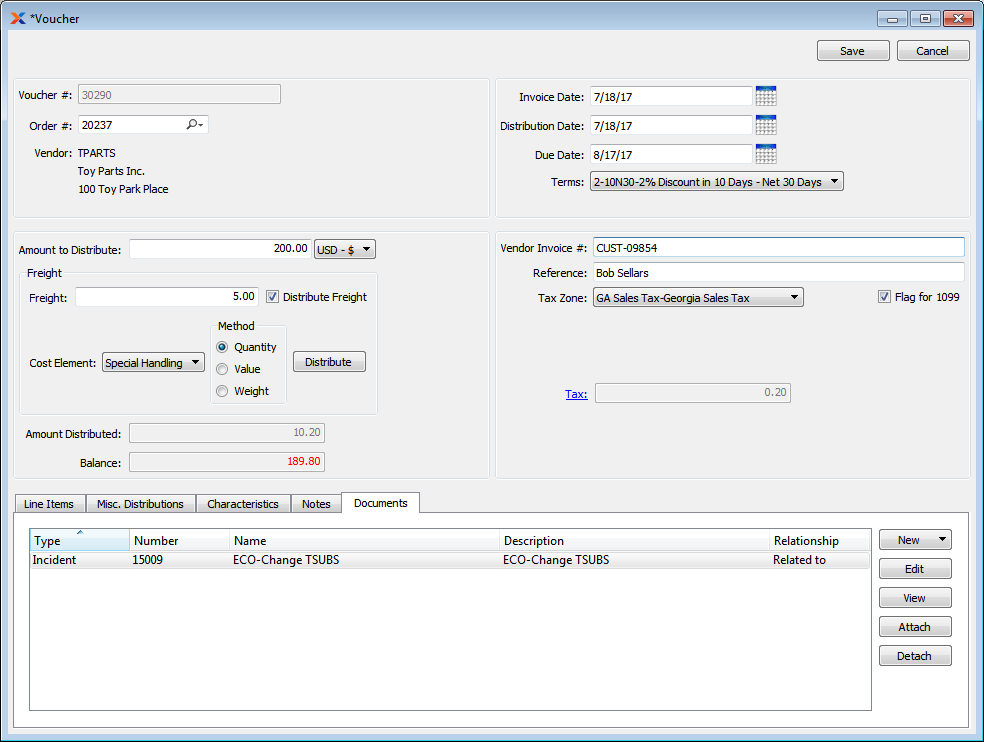 *Voucher
Save Cancel
Voucher #: 30290
Order #: 20237
Vendor: TPARTS
Toy Parts Inc.
100 Toy Park Place
Invoice Date: 7/18/17
Distribution Date: 7/18/17
Due Date: 8/17/17
Terms: 2-10N30-2% Discount in 10 Days - Net 30 Days
Amount to Distribute: 200.00 USD - $
Freight
Freight: 5.00 Distribute Freight
Method
Cost Element: Special Handling
Quantity
Value
Weight
Distribute
Amount Distributed: 10.20
Balance: 189.80
Vendor Invoice #: CUST-09854
Reference: Bob Sellars
Tax Zone: GA Sales Tax-Georgia Sales Tax Flag for 1099
Tax: 0.20
Line Items Misc. Distributions Characteristics Notes Documents
Type Number Name Description Relationship
Incident 15009 ECO-Change TSUBS ECO-Change TSUBS Related to
New
Edit
View
Attach
Detach